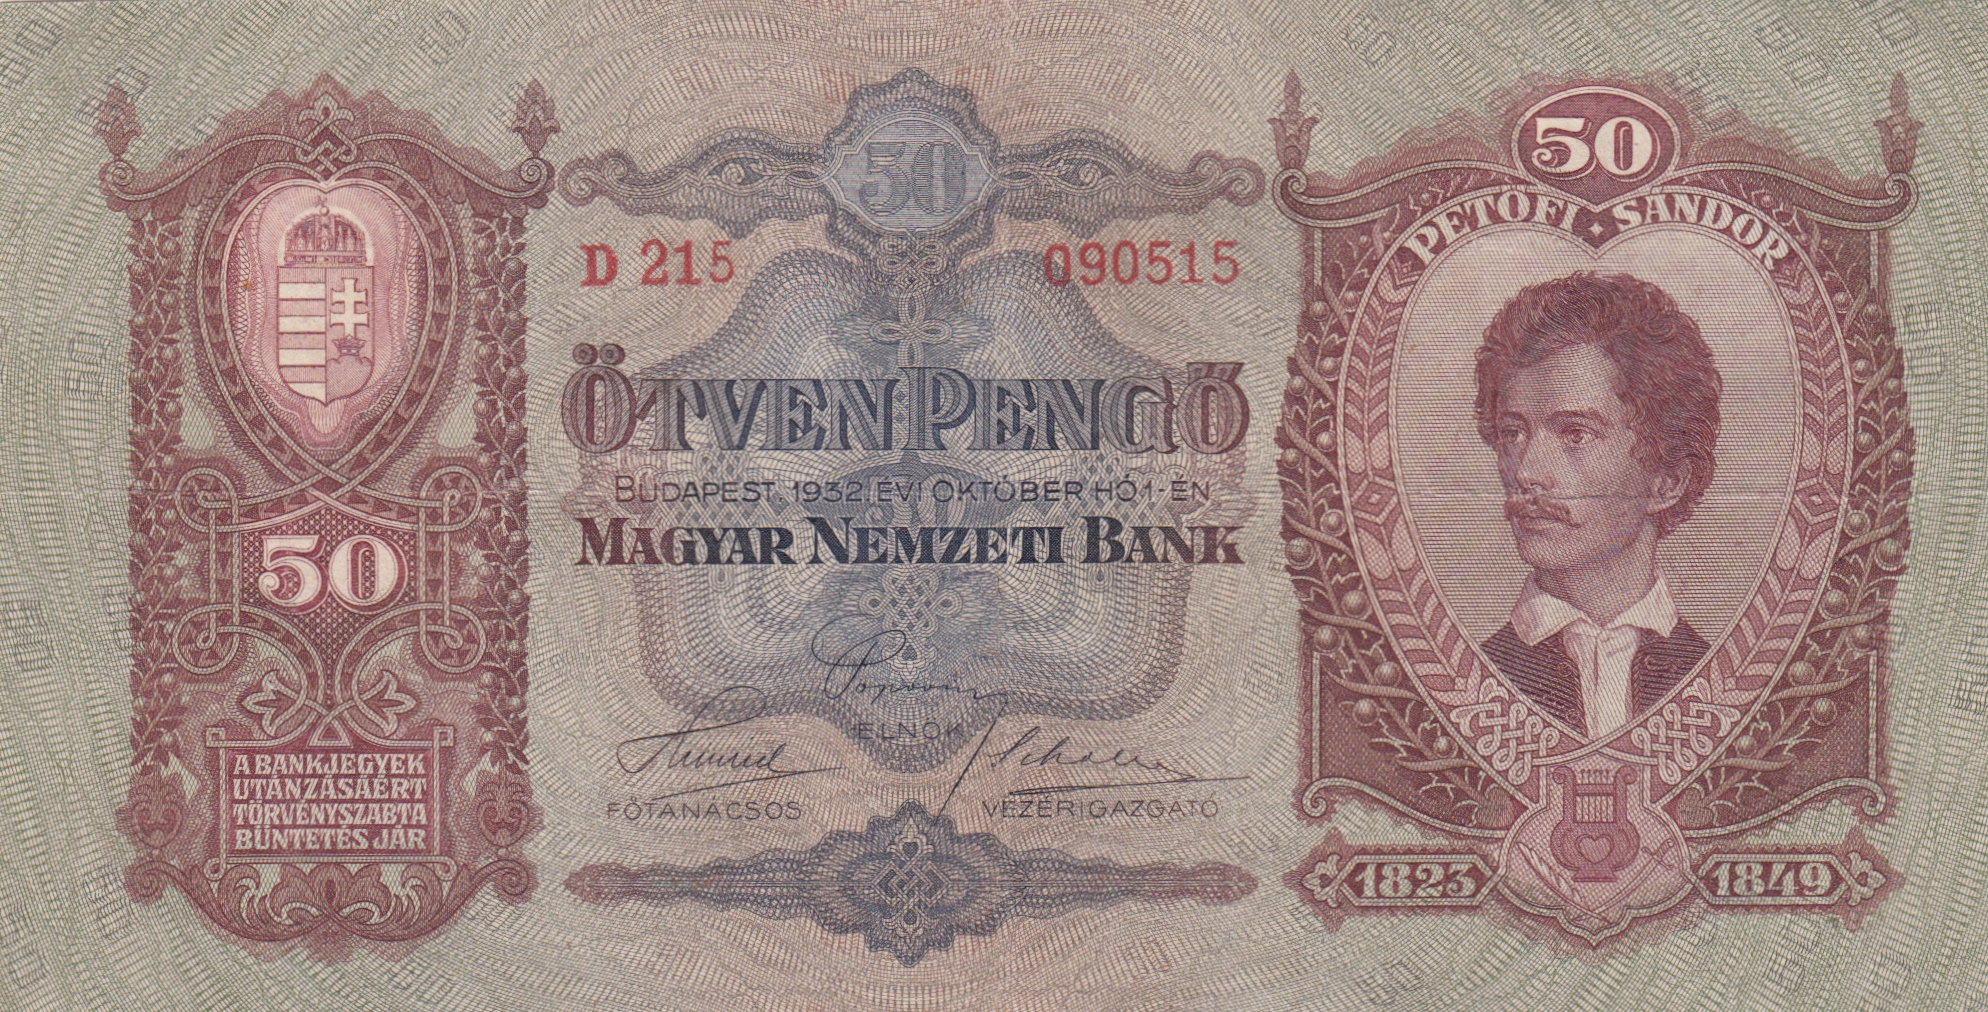 50
50
PETŐFI · SÁNDOR
D 215
090515
ÖTVEN PENGŐ
BUDAPEST, 1932. ÉVI OKTÓBER HÓ 1-ÉN
MAGYAR NEMZETI BANK
50
ELNÖK
FŐTANÁCSOS
VEZÉRIGAZGATÓ
A BANKJEGYEK
UTÁNZÁSÁÉRT
TÖRVÉNYSZABTA
BÜNTETÉS JÁR
1823
1849